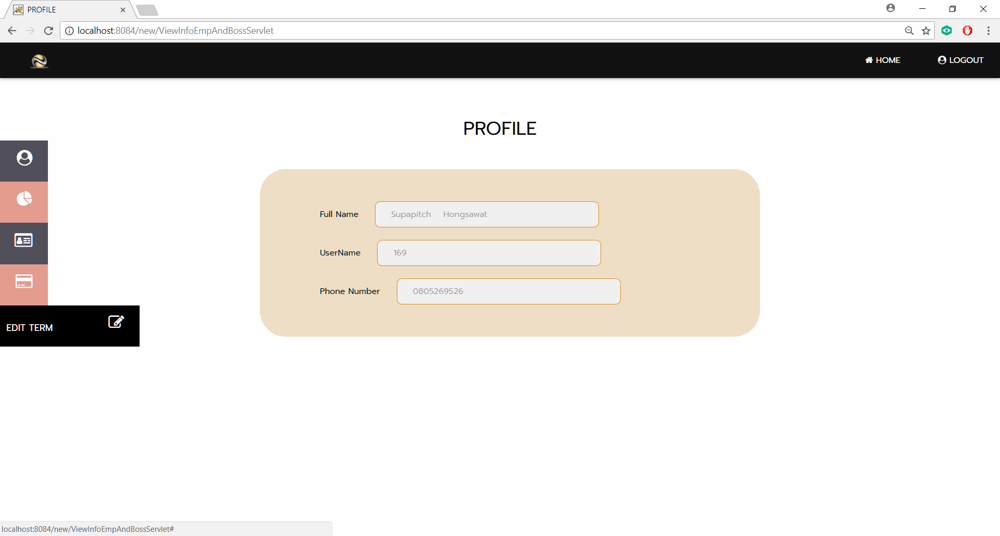 PROFILE
localhost:8084/new/ViewInfoEmpAndBossServlet
HOME
LOGOUT
PROFILE
Full Name
Supapitch Hongsawat
UserName
169
Phone Number
0805269526
EDIT TERM
localhost:8084/new/ViewInfoEmpAndBossServlet#